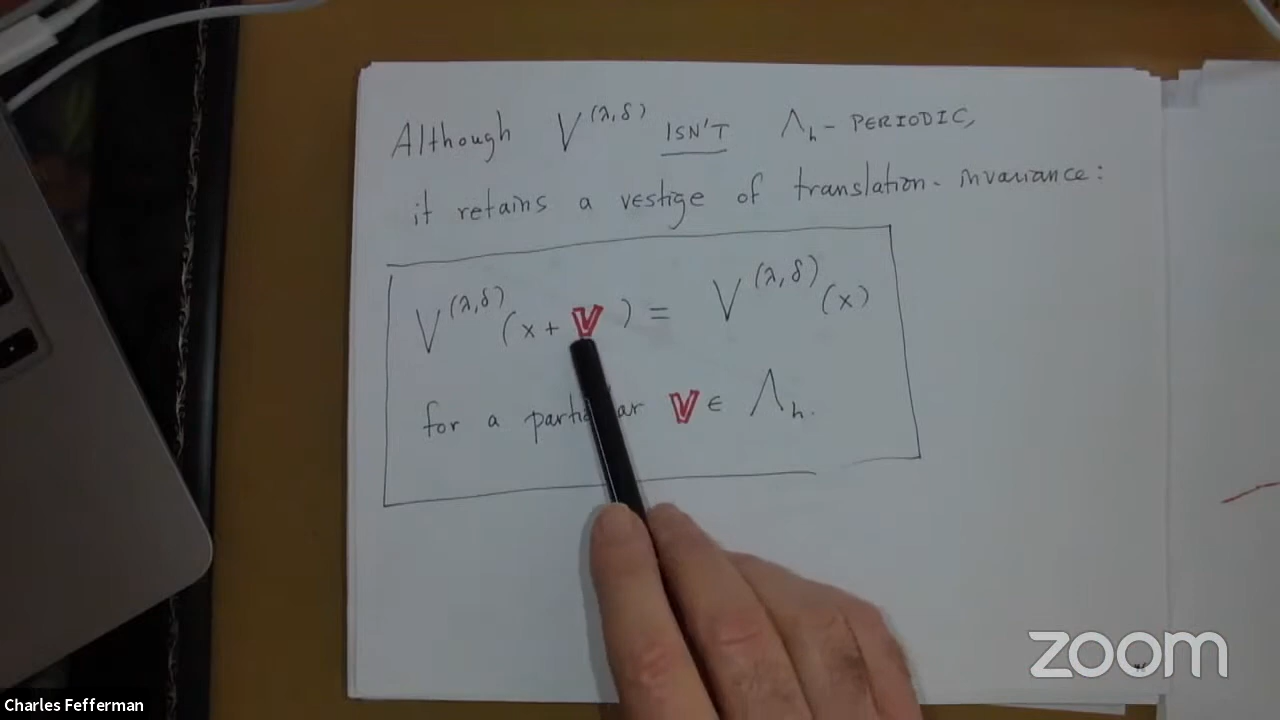 Although V^(λ,δ) ISN'T Λ_h - PERIODIC,
it retains a vestige of translation-invariance:
V^(λ,δ) (x + 𝕍) = V^(λ,δ) (x)
for a particular 𝕍 ∈ Λ_h.
zoom
Charles Fefferman